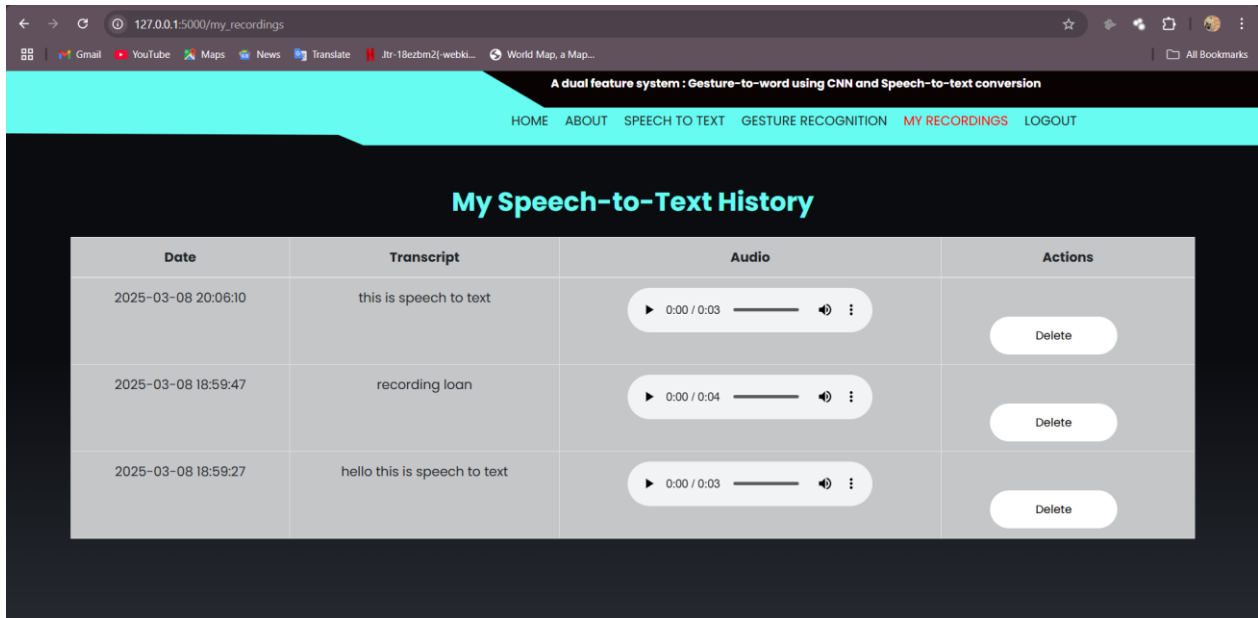 127.0.0.1:5000/my_recordings
Gmail YouTube Maps News Translate .ltr-18ezbm2{-webki... World Map, a Map... All Bookmarks
A dual feature system : Gesture-to-word using CNN and Speech-to-text conversion
HOME ABOUT SPEECH TO TEXT GESTURE RECOGNITION MY RECORDINGS LOGOUT
My Speech-to-Text History
Date Transcript Audio Actions
2025-03-08 20:06:10 this is speech to text 0:00 / 0:03
Delete
2025-03-08 18:59:47 recording loan 0:00 / 0:04
Delete
2025-03-08 18:59:27 hello this is speech to text 0:00 / 0:03
Delete